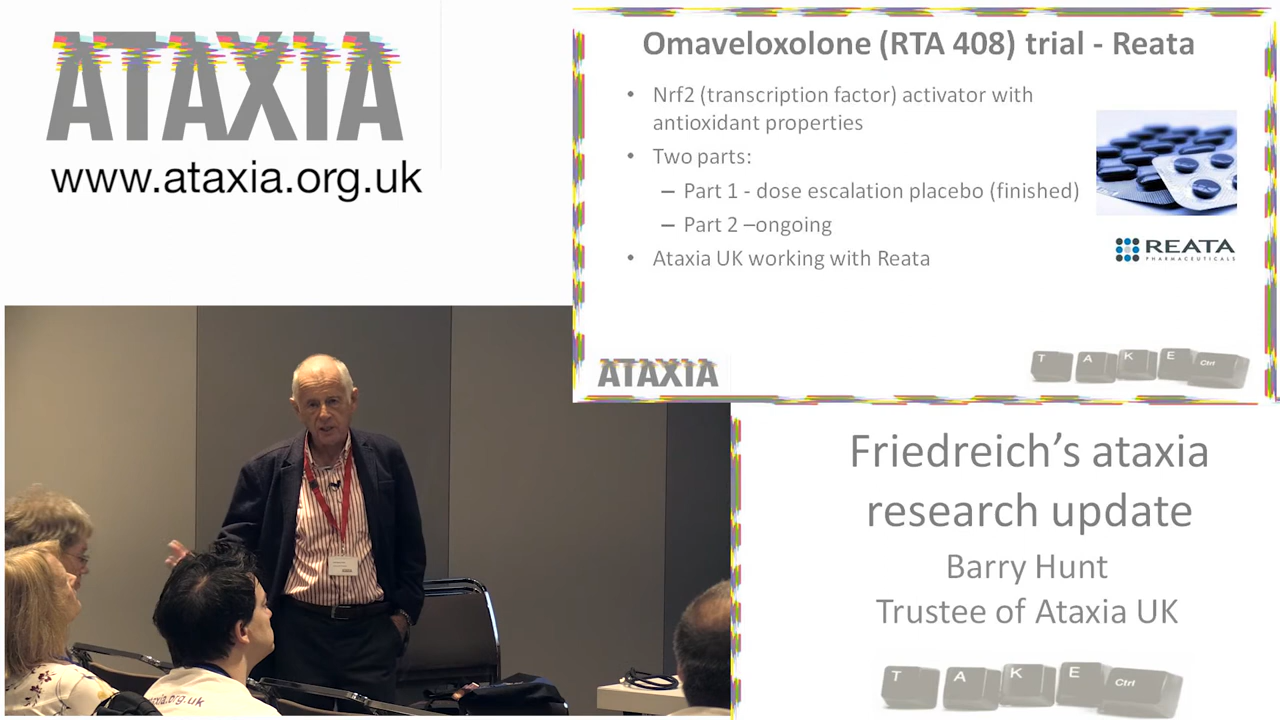 ATAXIA
www.ataxia.org.uk
Omaveloxolone (RTA 408) trial - Reata
• Nrf2 (transcription factor) activator with
antioxidant properties
• Two parts:
– Part 1 - dose escalation placebo (finished)
– Part 2 –ongoing
• Ataxia UK working with Reata
REATA
PHARMACEUTICALS
ATAXIA
T A K E Ctrl
Friedreich's ataxia
research update
Barry Hunt
Trustee of Ataxia UK
T A K E Ctrl
.org.uk